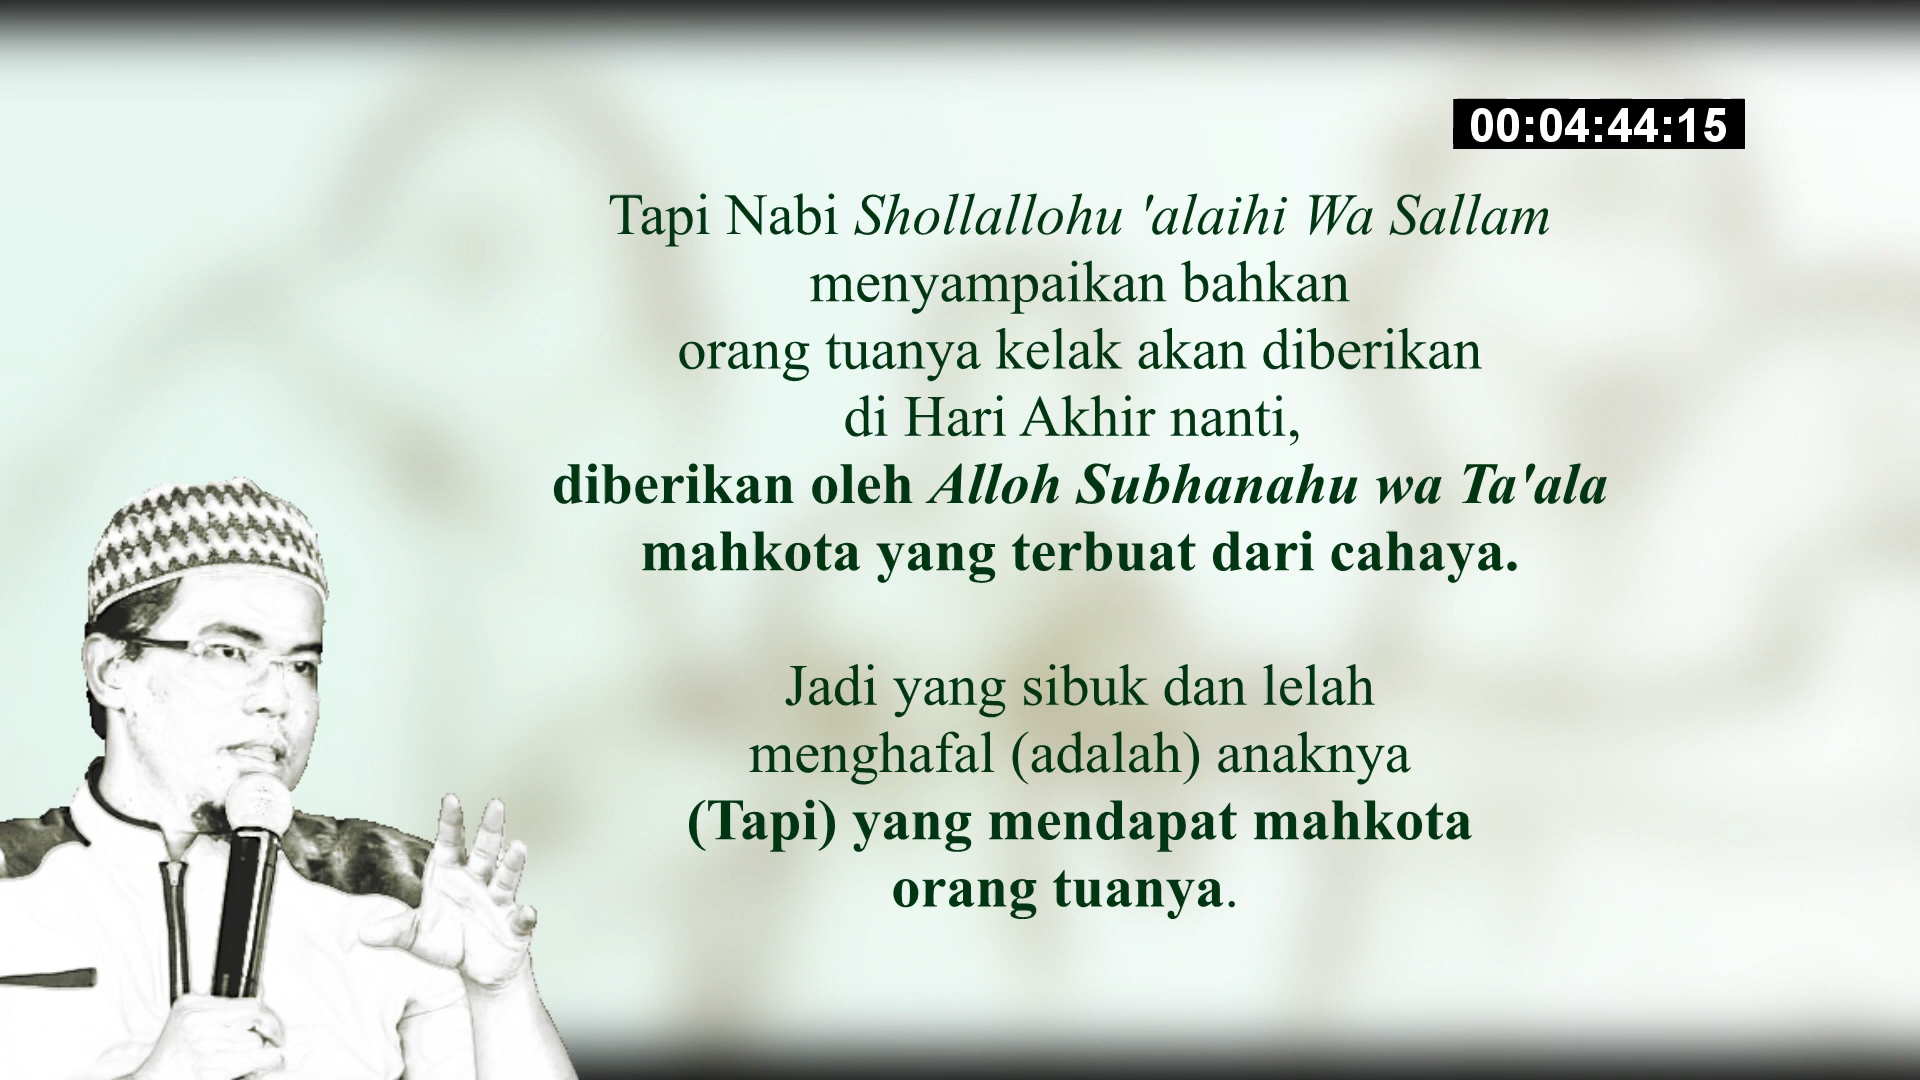 00:04:44:15
Tapi Nabi Shollallohu 'alaihi Wa Sallam
menyampaikan bahkan
orang tuanya kelak akan diberikan
di Hari Akhir nanti,
diberikan oleh Alloh Subhanahu wa Ta'ala
mahkota yang terbuat dari cahaya.
Jadi yang sibuk dan lelah
menghafal (adalah) anaknya
(Tapi) yang mendapat mahkota
orang tuanya.